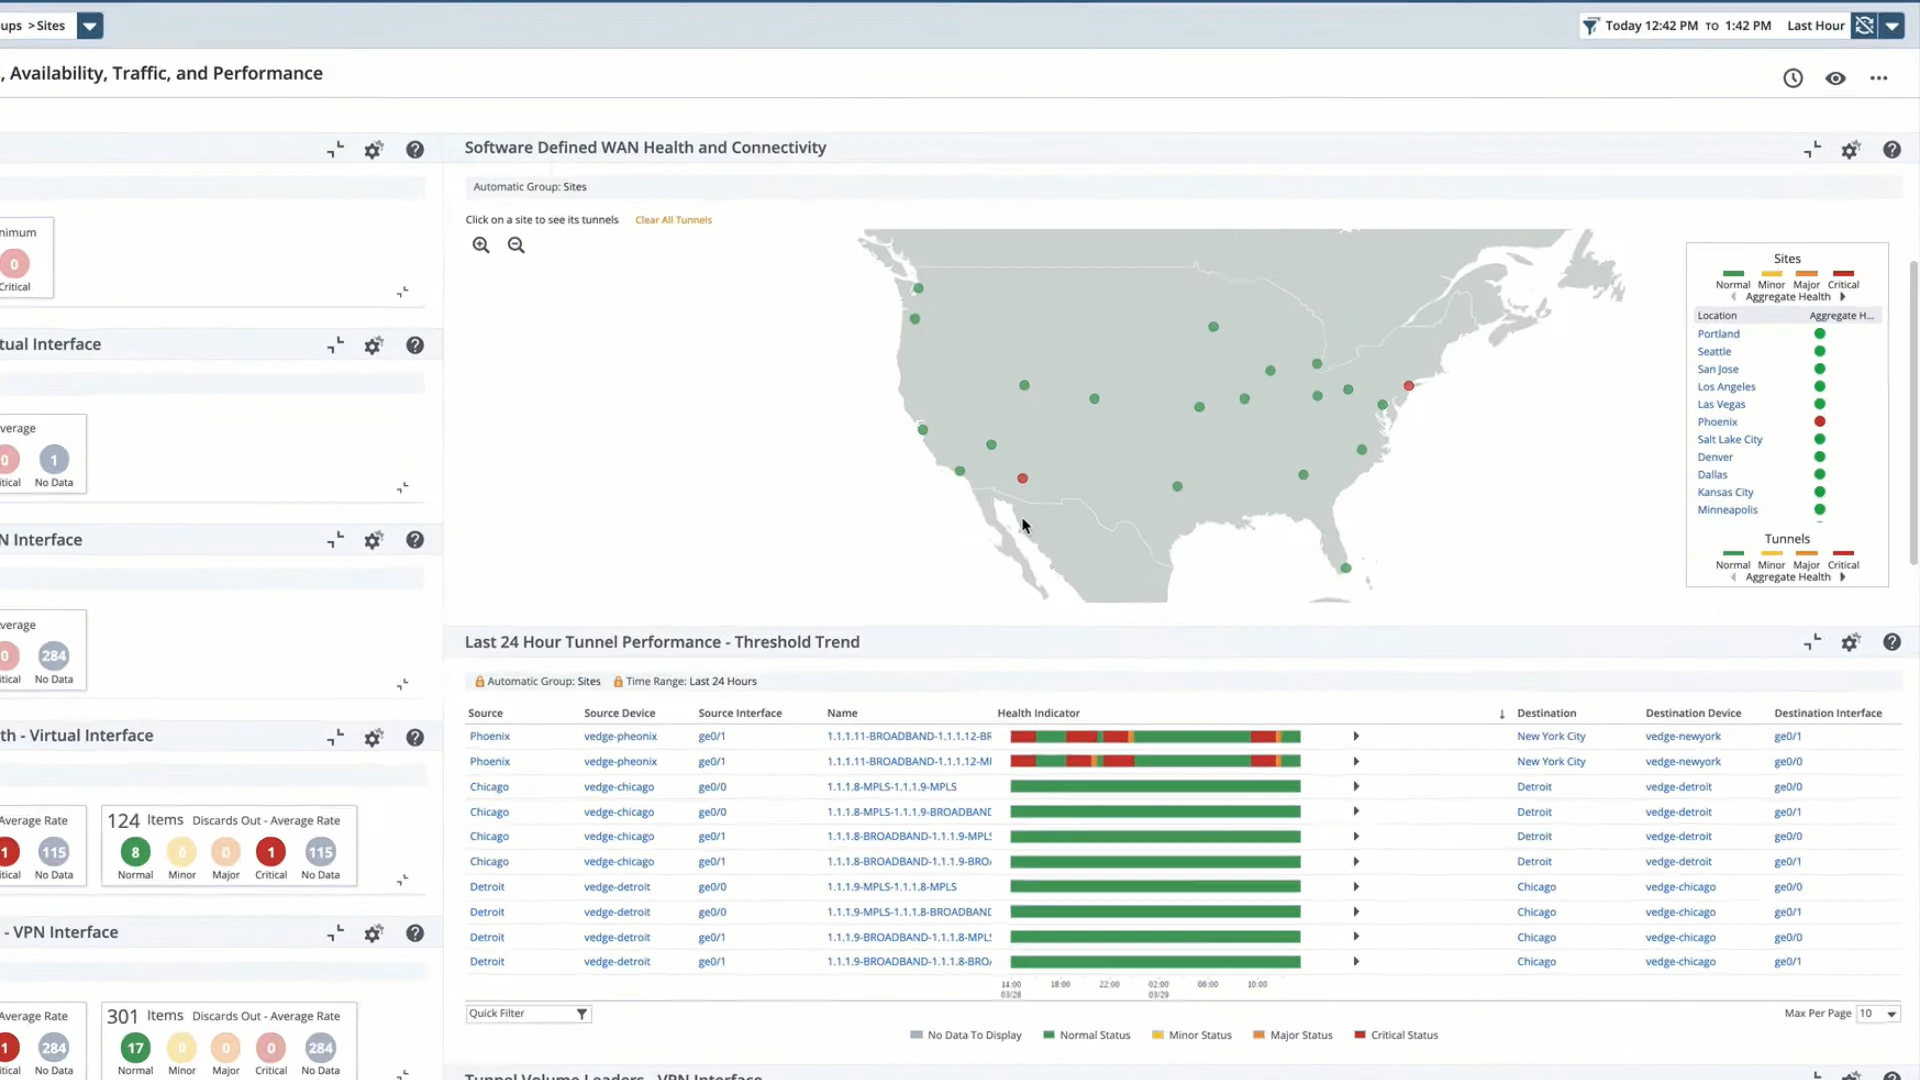 ups > Sites
Today 12:42 PM TO 1:42 PM Last Hour
, Availability, Traffic, and Performance
Software Defined WAN Health and Connectivity
Automatic Group: Sites
Click on a site to see its tunnels Clear All Tunnels
nimum
0
Critical
tual Interface
verage
0 1
itical No Data
N Interface
verage
0 284
itical No Data
th - Virtual Interface
Average Rate
1 115
itical No Data
124 Items Discards Out - Average Rate
8 0 0 1 115
Normal Minor Major Critical No Data
- VPN Interface
Average Rate
1 284
itical No Data
301 Items Discards Out - Average Rate
17 0 0 0 284
Normal Minor Major Critical No Data
Sites
Normal Minor Major Critical
Aggregate Health
Location Aggregate H...
Portland
Seattle
San Jose
Los Angeles
Las Vegas
Phoenix
Salt Lake City
Denver
Dallas
Kansas City
Minneapolis
Tunnels
Normal Minor Major Critical
Aggregate Health
Last 24 Hour Tunnel Performance - Threshold Trend
Automatic Group: Sites Time Range: Last 24 Hours
Source Source Device Source Interface Name Health Indicator ↓ Destination Destination Device Destination Interface
Phoenix vedge-pheonix ge0/1 1.1.1.11-BROADBAND-1.1.1.12-BR New York City vedge-newyork ge0/1
Phoenix vedge-pheonix ge0/1 1.1.1.11-BROADBAND-1.1.1.12-MI New York City vedge-newyork ge0/0
Chicago vedge-chicago ge0/0 1.1.1.8-MPLS-1.1.1.9-MPLS Detroit vedge-detroit ge0/0
Chicago vedge-chicago ge0/0 1.1.1.8-MPLS-1.1.1.9-BROADBAND Detroit vedge-detroit ge0/1
Chicago vedge-chicago ge0/1 1.1.1.8-BROADBAND-1.1.1.9-MPLS Detroit vedge-detroit ge0/0
Chicago vedge-chicago ge0/1 1.1.1.8-BROADBAND-1.1.1.9-BROA Detroit vedge-detroit ge0/1
Detroit vedge-detroit ge0/0 1.1.1.9-MPLS-1.1.1.8-MPLS Chicago vedge-chicago ge0/0
Detroit vedge-detroit ge0/0 1.1.1.9-MPLS-1.1.1.8-BROADBAND Chicago vedge-chicago ge0/1
Detroit vedge-detroit ge0/1 1.1.1.9-BROADBAND-1.1.1.8-MPLS Chicago vedge-chicago ge0/0
Detroit vedge-detroit ge0/1 1.1.1.9-BROADBAND-1.1.1.8-BROA Chicago vedge-chicago ge0/1
14:00 18:00 22:00 02:00 06:00 10:00
03/28 03/29
Quick Filter Max Per Page 10
No Data To Display Normal Status Minor Status Major Status Critical Status
Tunnel Volume Leaders - VPN Interface